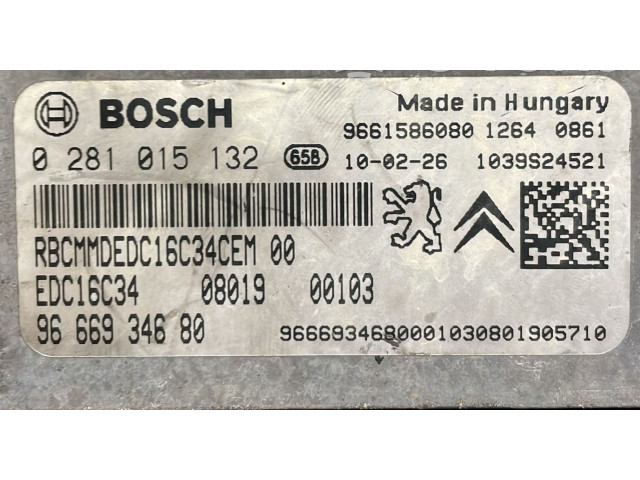 BOSCH
Made in Hungary
9661586080 1264 0861
0 281 015 132 658 10-02-26 1039S24521
RBCMMDEDC16C34CEM 00
EDC16C34 08019 00103
96 669 346 80
9666934680001030801905710